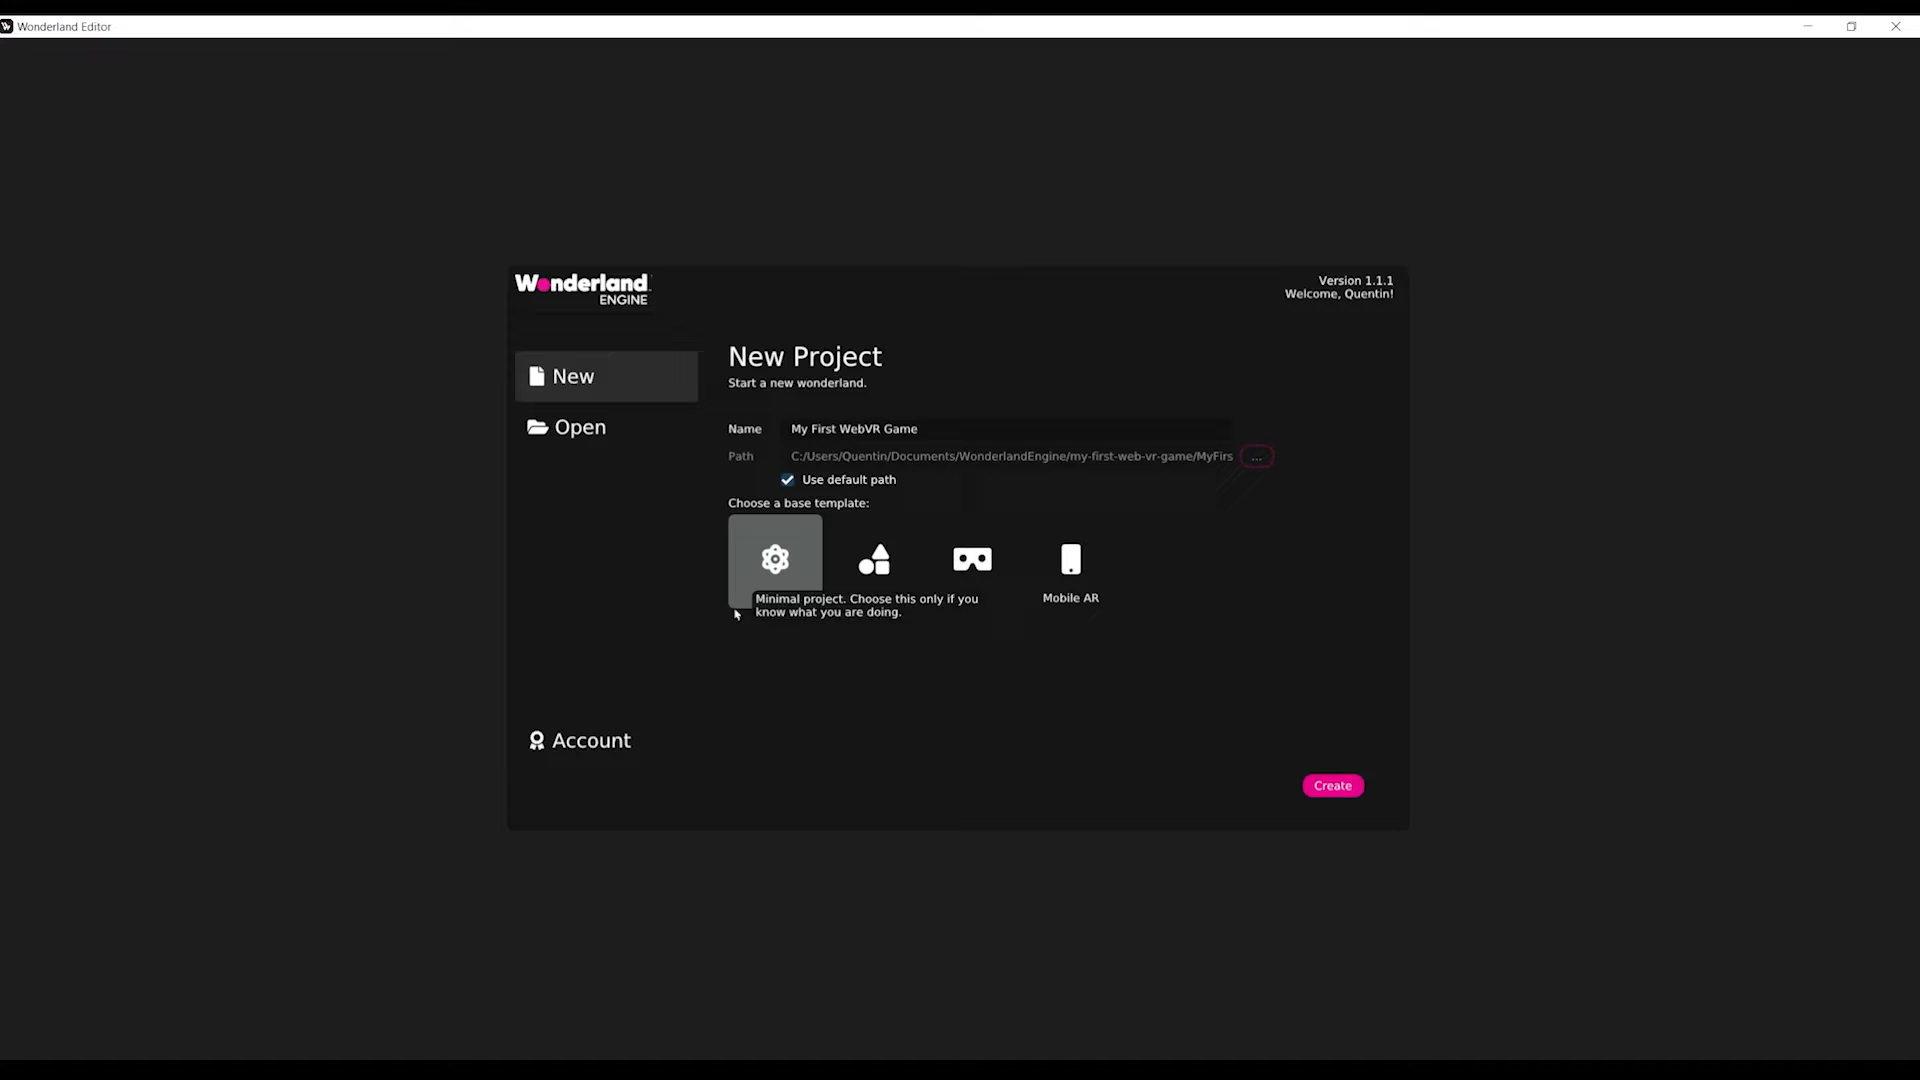 Wonderland Editor
Wonderland
ENGINE
Version 1.1.1
Welcome, Quentin!
New
Open
Account
New Project
Start a new wonderland.
Name My First WebVR Game
Path C:/Users/Quentin/Documents/WonderlandEngine/my-first-web-vr-game/MyFirs ...
Use default path
Choose a base template:
Minimal project. Choose this only if you
know what you are doing.
Mobile AR
Create